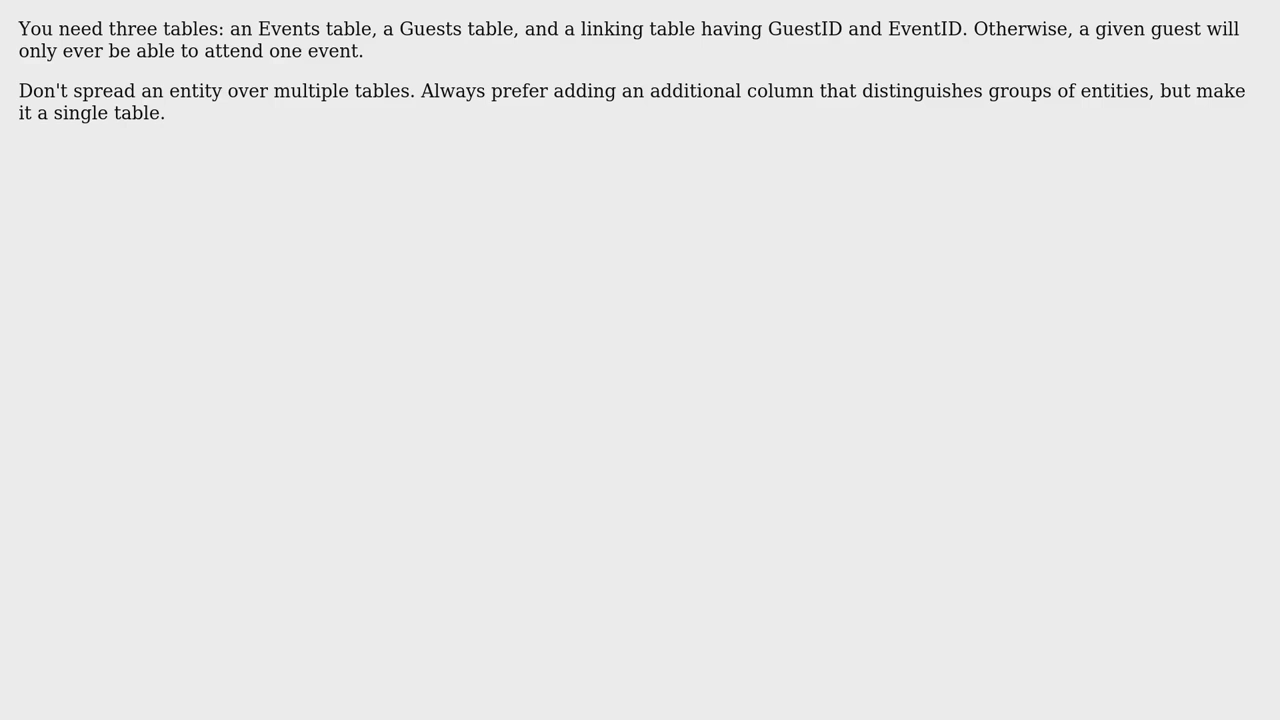 You need three tables: an Events table, a Guests table, and a linking table having GuestID and EventID. Otherwise, a given guest will
only ever be able to attend one event.
Don't spread an entity over multiple tables. Always prefer adding an additional column that distinguishes groups of entities, but make
it a single table.